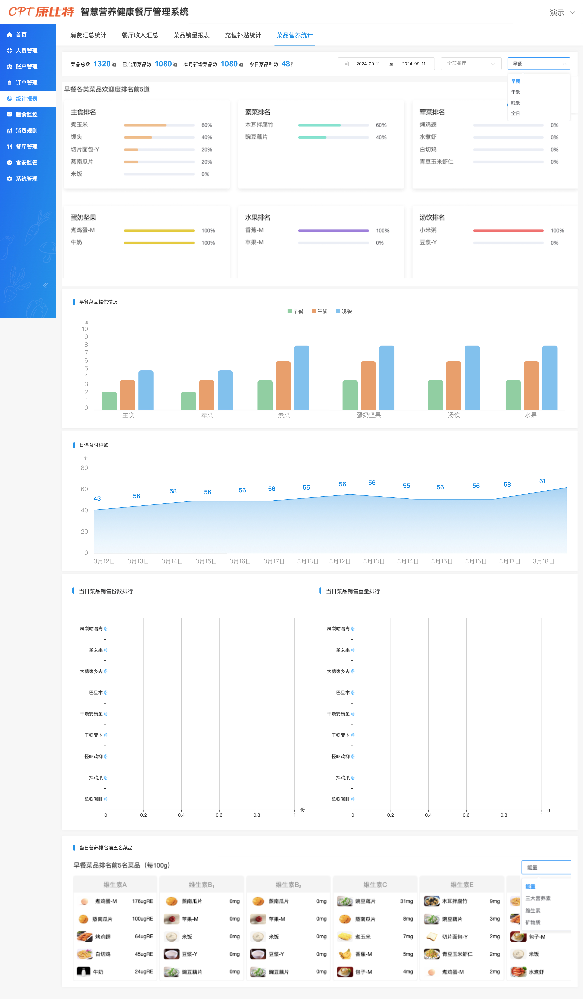 CPT 康比特 智慧营养健康餐厅管理系统
演示
首页
人员管理
账户管理
订单管理
统计报表
膳食监控
消费规则
餐厅管理
食安监管
系统管理
消费汇总统计 餐厅收入汇总 菜品销量报表 充值补贴统计 菜品营养统计
菜品总数 1320 道 已启用菜品数 1080 道 本月新增菜品数 1080 道 今日菜品种数 48 种
2024-09-11 至 2024-09-11 全部餐厅 早餐
早餐
午餐
晚餐
全日
早餐各类菜品欢迎度排名前5道
主食排名
煮玉米 60%
馒头 40%
切片面包-Y 20%
蒸南瓜片 20%
米饭 0%
素菜排名
木耳拌腐竹 60%
豌豆藕片 40%
荤菜排名
烤鸡翅 0%
水煮虾 0%
白切鸡 0%
青豆玉米虾仁 0%
蛋奶坚果
煮鸡蛋-M 100%
牛奶 100%
水果排名
香蕉-M 100%
苹果-M 0%
汤饮排名
小米粥 100%
豆浆-Y 0%
早餐菜品提供情况
早餐 午餐 晚餐
道
10
9
8
7
6
5
4
3
2
1
0
主食 荤菜 素菜 蛋奶坚果 汤饮 水果
日供食材种数
个
80
60
40
20
0
43 56 58 56 56 56 55 56 56 55 56 56 58 61
3月12日 3月13日 3月14日 3月15日 3月16日 3月17日 3月18日 3月12日 3月13日 3月14日 3月15日 3月16日 3月17日 3月18日
当日菜品销售份数排行
凤梨咕噜肉
圣女果
大蒜家乡肉
巴旦木
干烧安康鱼
干锅萝卜
怪味鸡柳
拌鸡爪
拿铁咖啡
份
0 0.2 0.4 0.6 0.8 1
当日菜品销售重量排行
凤梨咕噜肉
圣女果
大蒜家乡肉
巴旦木
干烧安康鱼
干锅萝卜
怪味鸡柳
拌鸡爪
拿铁咖啡
g
0 0.2 0.4 0.6 0.8 1
当日营养排名前五名菜品
早餐菜品排名前5名菜品（每100g）
能量
能量
三大营养素
维生素
矿物质
维生素A
煮鸡蛋-M 176ugRE
蒸南瓜片 100ugRE
烤鸡翅 64ugRE
白切鸡 45ugRE
牛奶 24ugRE
维生素B₁
蒸南瓜片 0mg
苹果-M 0mg
米饭 0mg
豆浆-Y 0mg
豌豆藕片 0mg
维生素B₂
蒸南瓜片 0mg
苹果-M 0mg
米饭 0mg
豆浆-Y 0mg
豌豆藕片 0mg
维生素C
豌豆藕片 31mg
蒸南瓜片 8mg
煮玉米 7mg
香蕉-M 5mg
包子-M 4mg
维生素E
木耳拌腐竹 9mg
豌豆藕片 3mg
切片面包-Y 2mg
青豆玉米虾仁 2mg
煮鸡蛋-M 2mg
包子-M
米饭
水煮虾